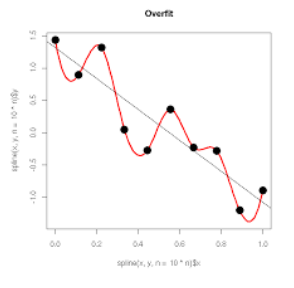 Overfit
spline(x, y, n = 10 * n)$y
1.5
1.0
0.5
0.0
-0.5
-1.0
0.0 0.2 0.4 0.6 0.8 1.0
spline(x, y, n = 10 * n)$x